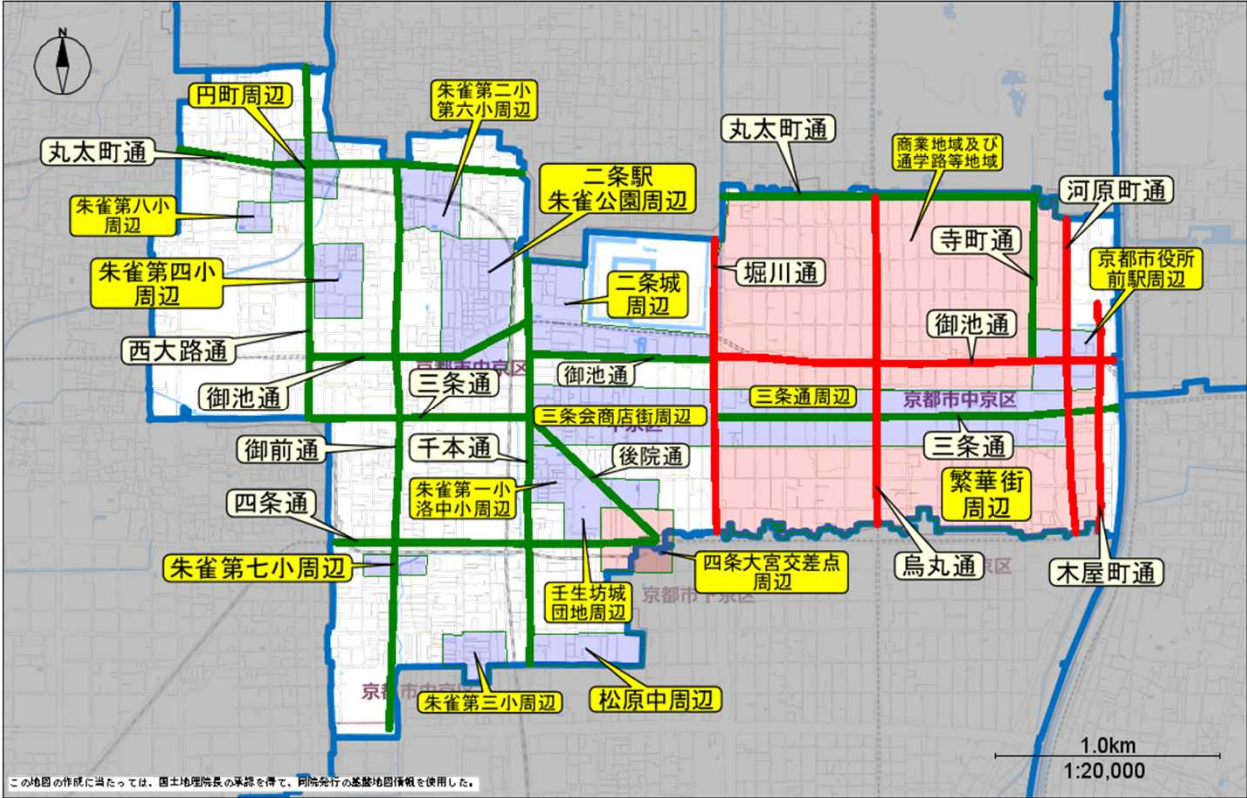 N
円町周辺
朱雀第二小
第六小周辺
丸太町通
丸太町通
商業地域及び
通学路等地域
二条駅
朱雀公園周辺
河原町通
朱雀第八小
周辺
寺町通
京都市役所
前駅周辺
朱雀第四小
周辺
二条城
周辺
堀川通
西大路通
御池通
御池通
京都市中京区
三条通
御池通
三条通周辺
京都市中京区
三条会商店街周辺
中京区
御前通
千本通
後院通
三条通
四条通
朱雀第一小
洛中小周辺
繁華街
周辺
朱雀第七小周辺
四条大宮交差点
周辺
烏丸通
木屋町通
京区
壬生坊城
団地周辺
京都市下京区
京都市中京区
朱雀第三小周辺
松原中周辺
1.0km
1:20,000
この地図の作成に当たっては、国土地理院長の承認を得て、同院発行の基盤地図情報を使用した。